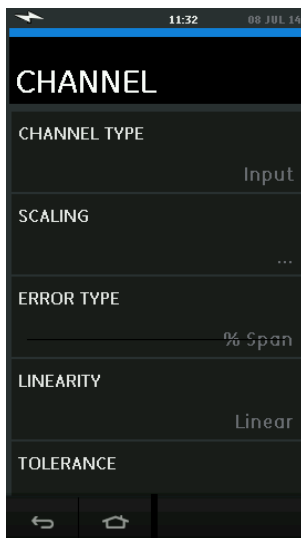 11:32 08 JUL 14
CHANNEL
CHANNEL TYPE
Input
SCALING
...
ERROR TYPE
% Span
LINEARITY
Linear
TOLERANCE